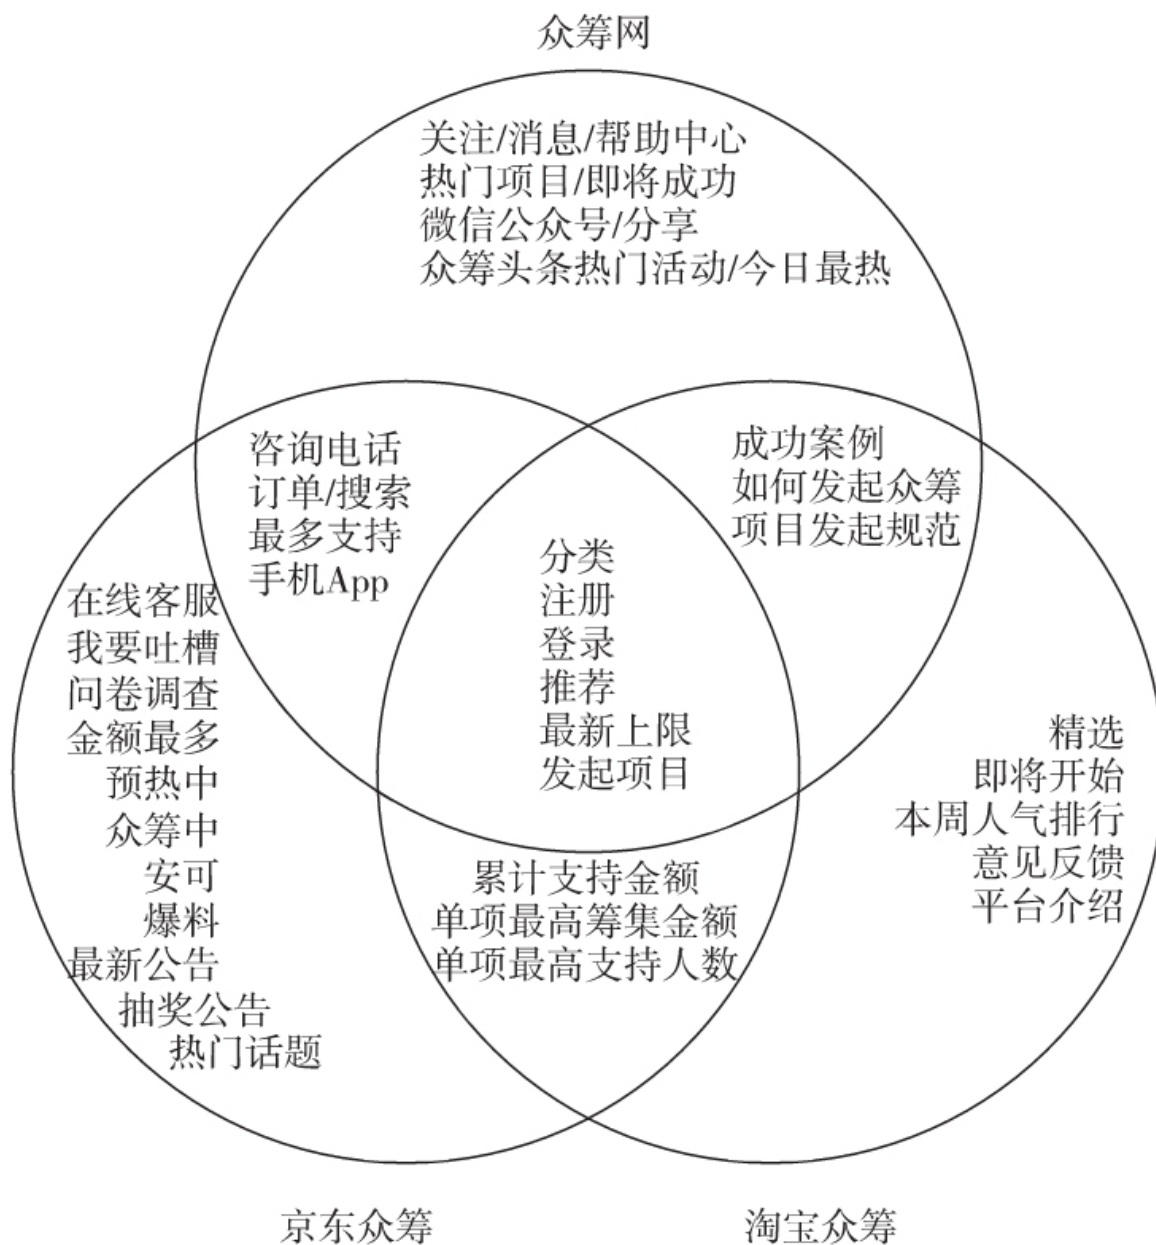 众筹网
关注/消息/帮助中心
热门项目/即将成功
微信公众号/分享
众筹头条热门活动/今日最热
咨询电话
订单/搜索
最多支持
手机App
成功案例
如何发起众筹
项目发起规范
分类
注册
登录
推荐
最新上限
发起项目
在线客服
我要吐槽
问卷调查
金额最多
预热中
众筹中
安可
爆料
最新公告
抽奖公告
热门话题
累计支持金额
单项最高筹集金额
单项最高支持人数
精选
即将开始
本周人气排行
意见反馈
平台介绍
京东众筹
淘宝众筹